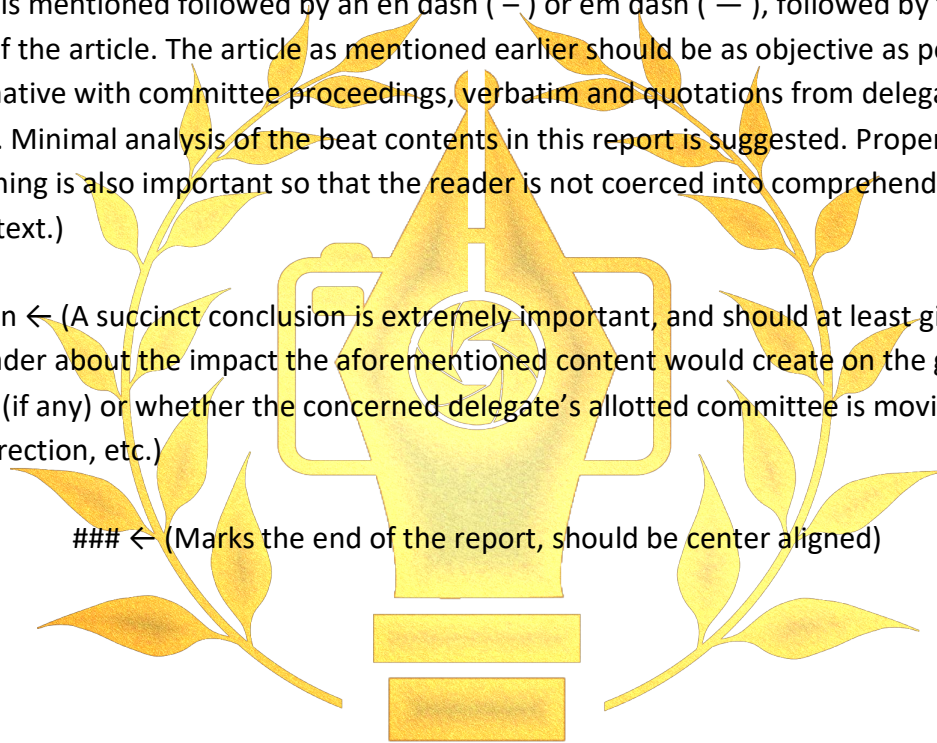 is mentioned followed by an en dash ( – ) or em dash ( — ), followed by
f the article. The article as mentioned earlier should be as objective as po
native with committee proceedings, verbatim and quotations from delega
. Minimal analysis of the beat contents in this report is suggested. Proper
ning is also important so that the reader is not coerced into comprehend
text.)
n ← (A succinct conclusion is extremely important, and should at least gi
der about the impact the aforementioned content would create on the g
(if any) or whether the concerned delegate’s allotted committee is movi
rection, etc.)
### ← (Marks the end of the report, should be center aligned)